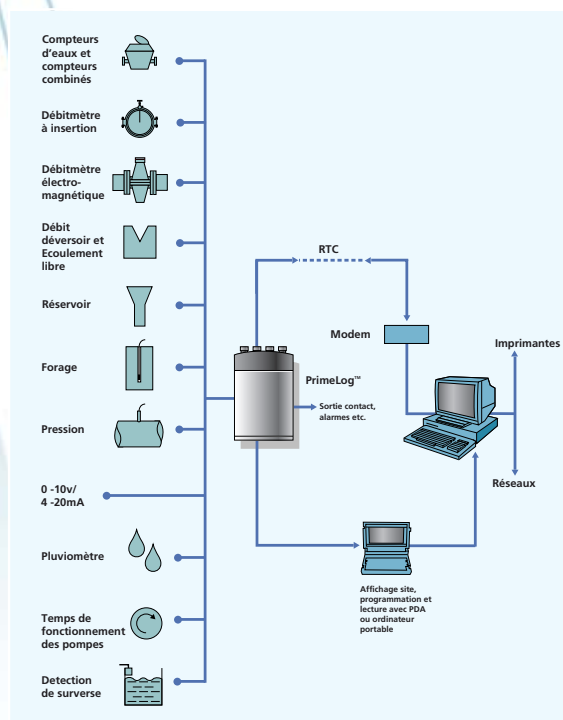 Compteurs
d'eaux et
compteurs
combinés
Débitmètre
à insertion
Débitmètre
électro-
magnétique
Débit
déversoir et
Ecoulement
libre
Réservoir
Forage
Pression
0 -10v/
4 -20mA
Pluviomètre
Temps de
fonctionnement
des pompes
Detection
de surverse
RTC
Modem
Imprimantes
PrimeLog™
Sortie contact,
alarmes etc.
Réseaux
Affichage site,
programmation et
lecture avec PDA
ou ordinateur
portable